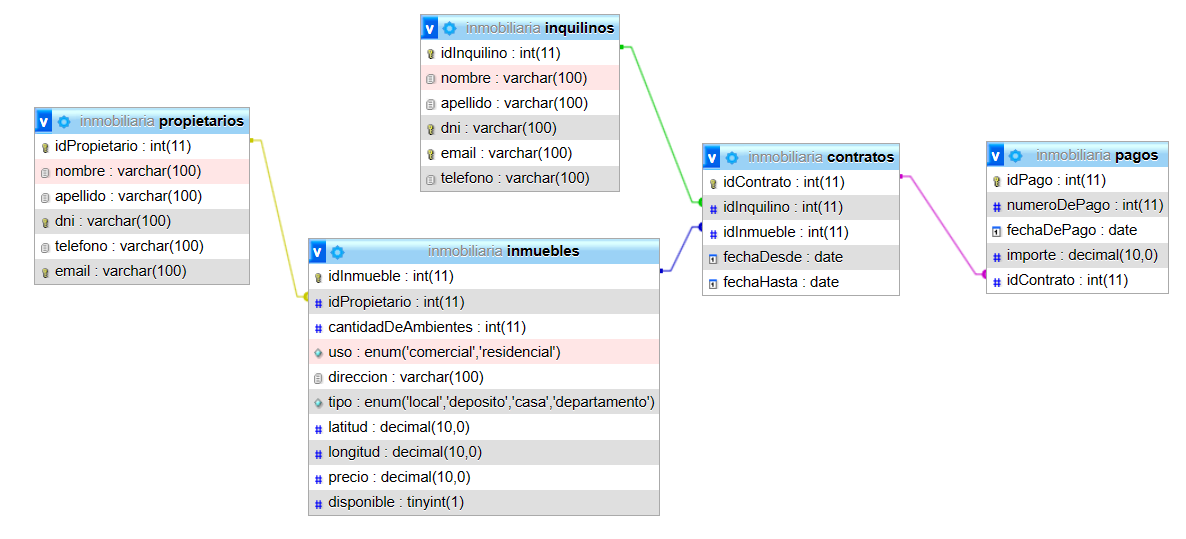 v inmobiliaria inquilinos
idInquilino : int(11)
nombre : varchar(100)
apellido : varchar(100)
dni : varchar(100)
email : varchar(100)
telefono : varchar(100)
v inmobiliaria propietarios
idPropietario : int(11)
nombre : varchar(100)
apellido : varchar(100)
dni : varchar(100)
telefono : varchar(100)
email : varchar(100)
v inmobiliaria inmuebles
idInmueble : int(11)
# idPropietario : int(11)
# cantidadDeAmbientes : int(11)
uso : enum('comercial','residencial')
direccion : varchar(100)
tipo : enum('local','deposito','casa','departamento')
# latitud : decimal(10,0)
# longitud : decimal(10,0)
# precio : decimal(10,0)
# disponible : tinyint(1)
v inmobiliaria contratos
idContrato : int(11)
# idInquilino : int(11)
# idInmueble : int(11)
fechaDesde : date
fechaHasta : date
v inmobiliaria pagos
idPago : int(11)
# numeroDePago : int(11)
fechaDePago : date
# importe : decimal(10,0)
# idContrato : int(11)